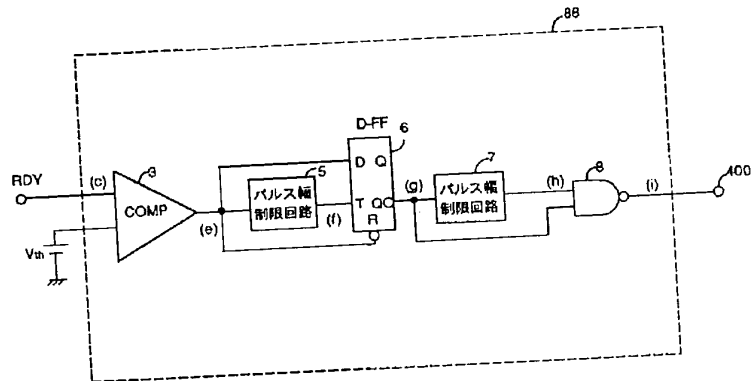 88
D-FF
6
3
5
7
8
400
RDY
(c)
COMP
(e)
パルス幅
制限回路
(f)
D Q
T Q
R
(g)
パルス幅
制限回路
(h)
(i)
Vth